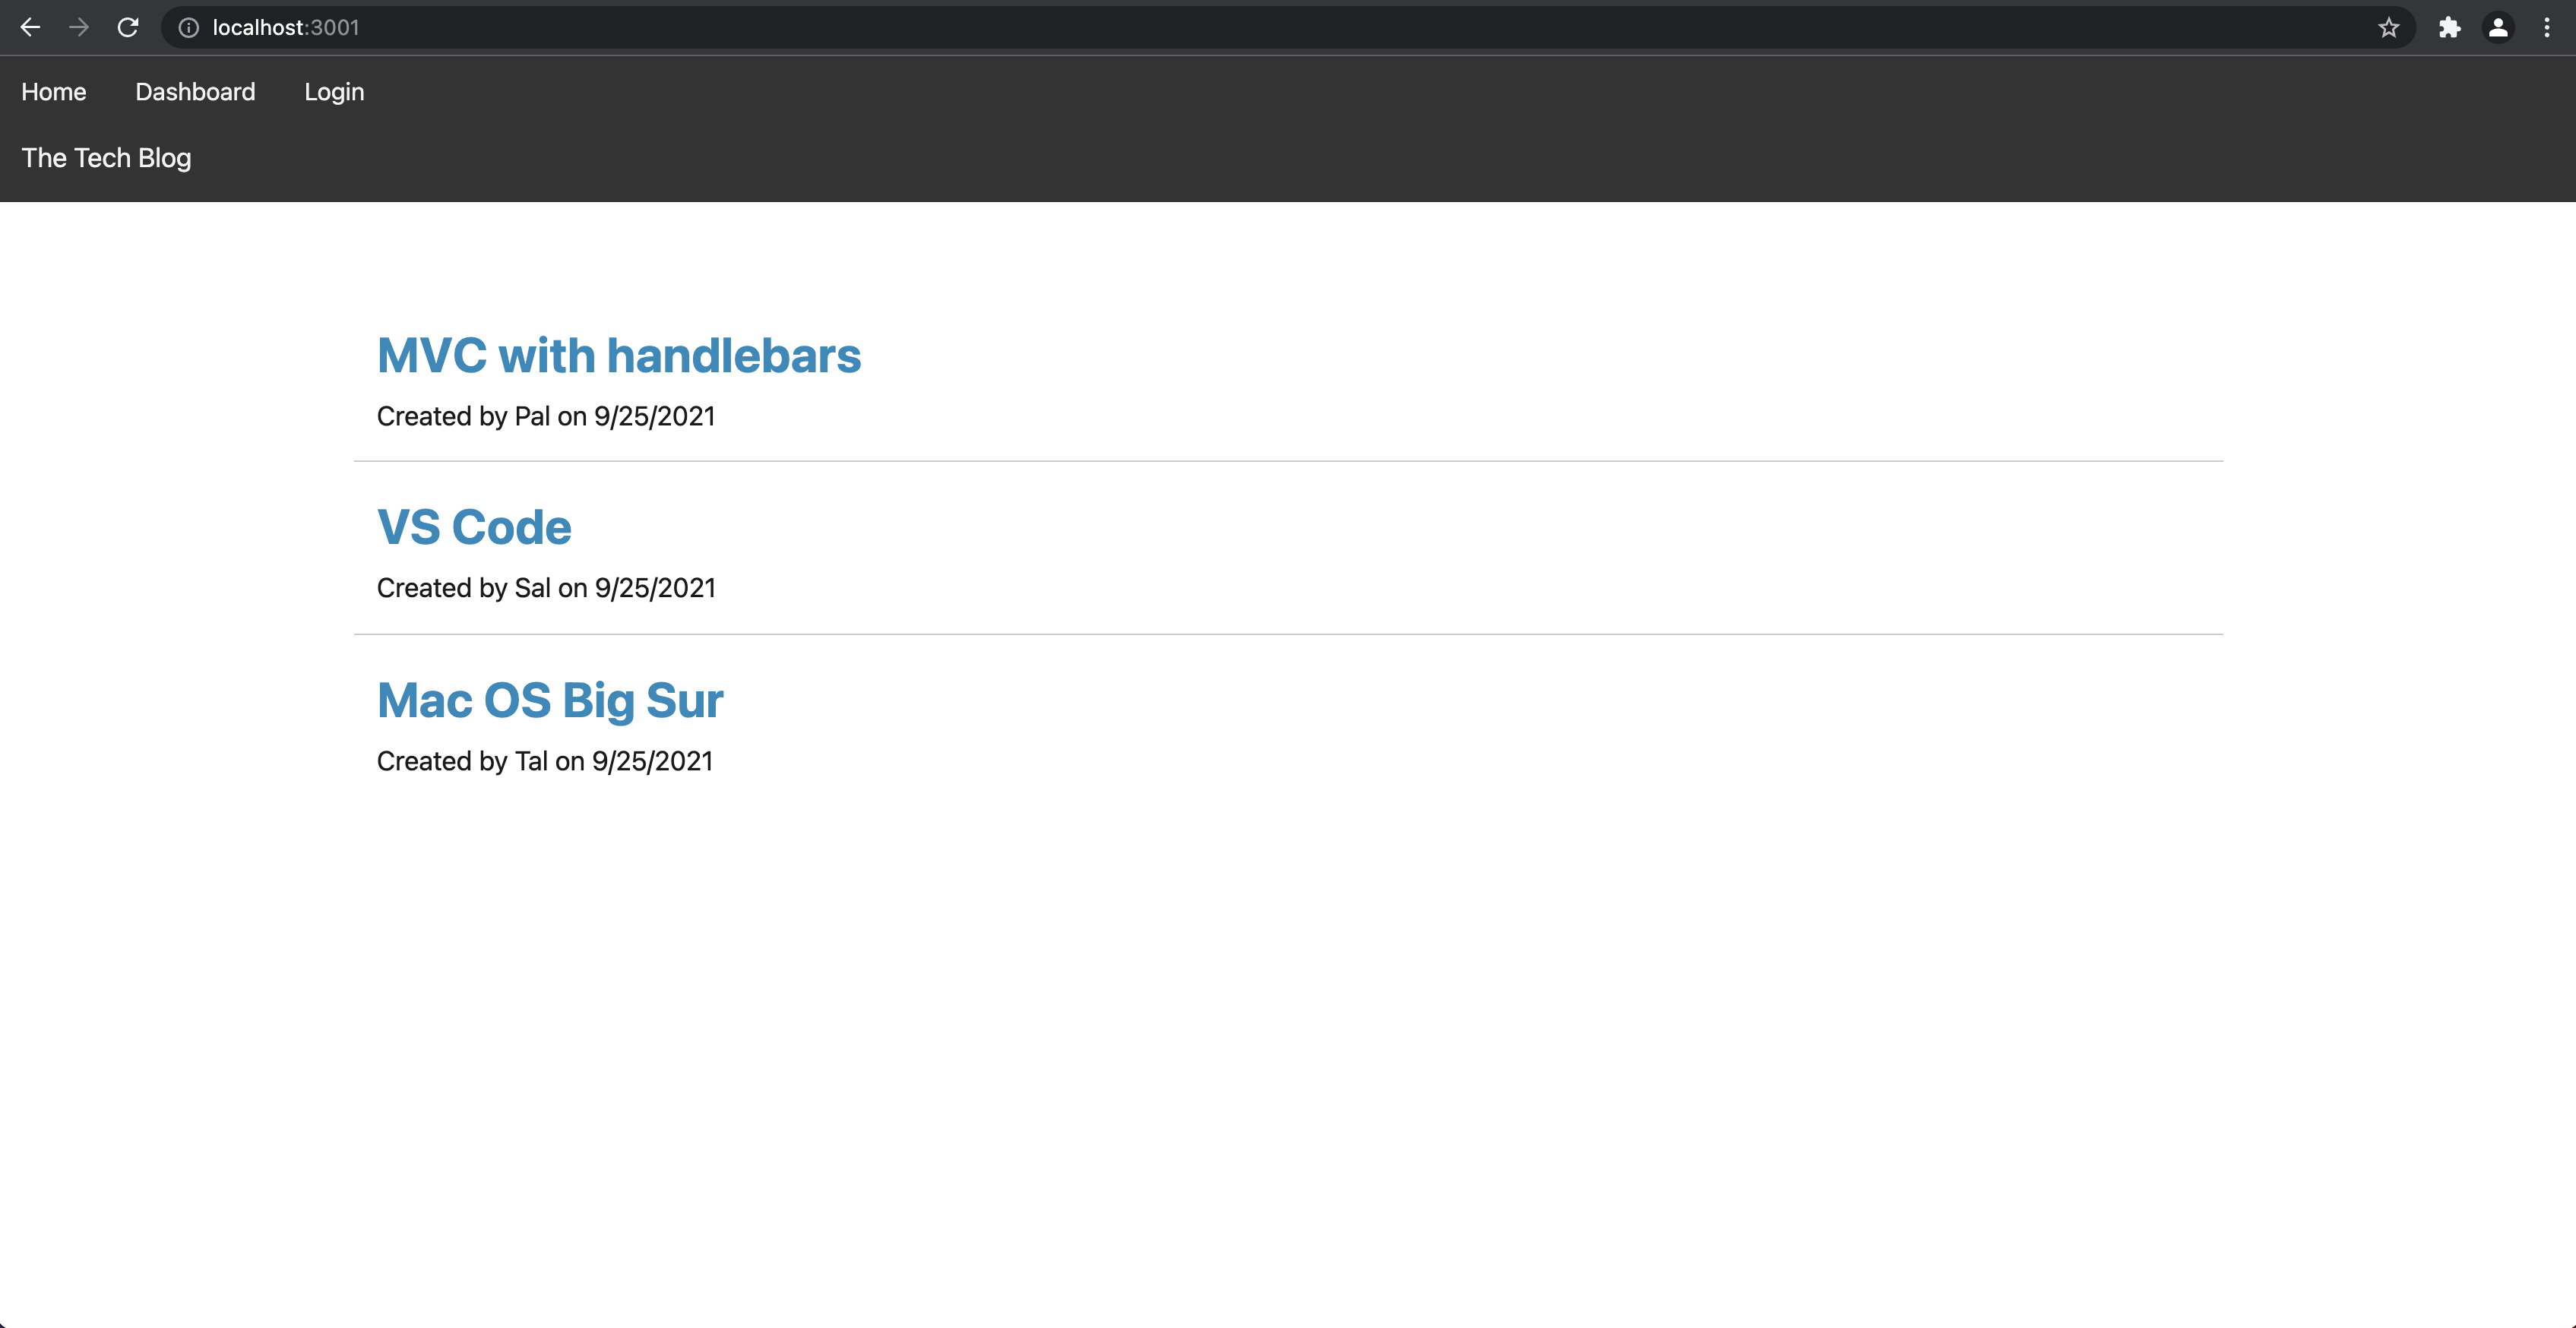 localhost:3001
Home Dashboard Login
The Tech Blog
MVC with handlebars
Created by Pal on 9/25/2021
VS Code
Created by Sal on 9/25/2021
Mac OS Big Sur
Created by Tal on 9/25/2021